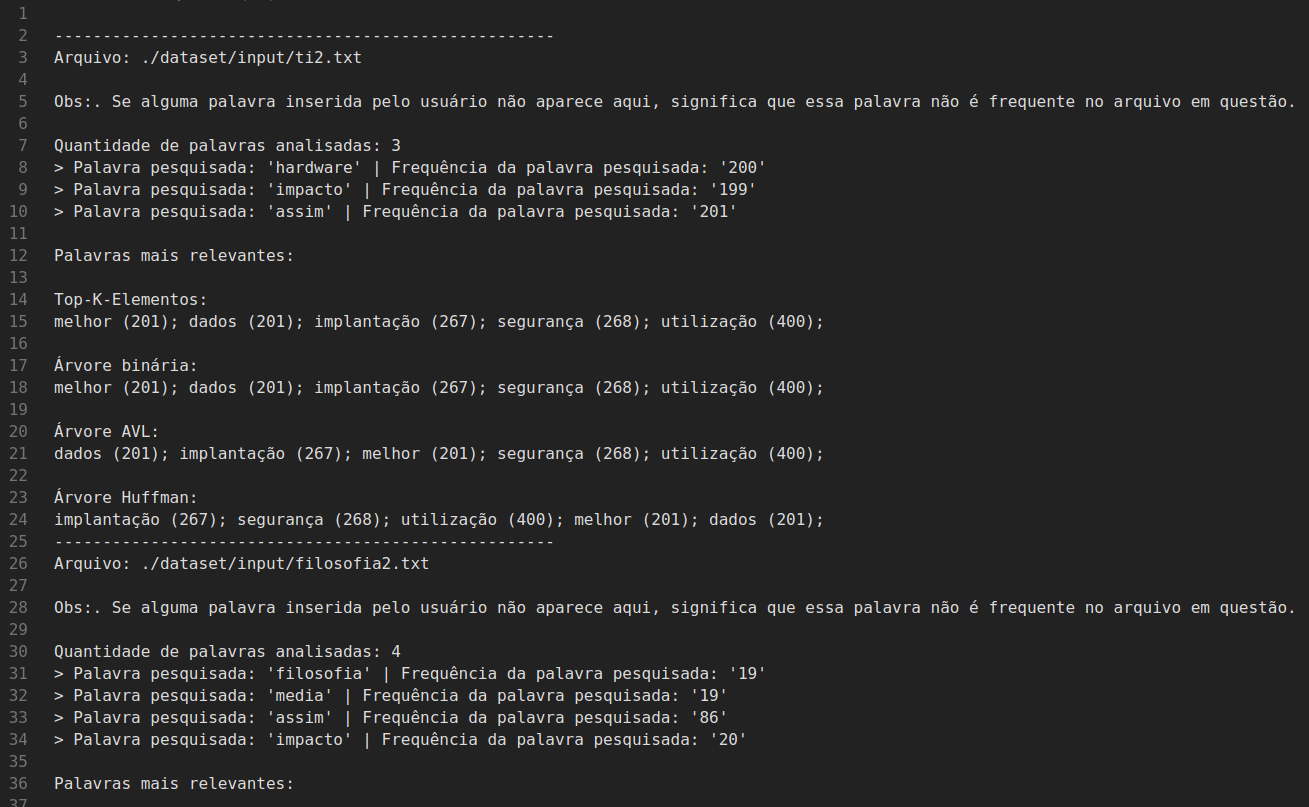 1
2 ----------------------------------------------------
3 Arquivo: ./dataset/input/ti2.txt
4
5 Obs:. Se alguma palavra inserida pelo usuário não aparece aqui, significa que essa palavra não é frequente no arquivo em questão.
6
7 Quantidade de palavras analisadas: 3
8 > Palavra pesquisada: 'hardware' | Frequência da palavra pesquisada: '200'
9 > Palavra pesquisada: 'impacto' | Frequência da palavra pesquisada: '199'
10 > Palavra pesquisada: 'assim' | Frequência da palavra pesquisada: '201'
11
12 Palavras mais relevantes:
13
14 Top-K-Elementos:
15 melhor (201); dados (201); implantação (267); segurança (268); utilização (400);
16
17 Árvore binária:
18 melhor (201); dados (201); implantação (267); segurança (268); utilização (400);
19
20 Árvore AVL:
21 dados (201); implantação (267); melhor (201); segurança (268); utilização (400);
22
23 Árvore Huffman:
24 implantação (267); segurança (268); utilização (400); melhor (201); dados (201);
25 ----------------------------------------------------
26 Arquivo: ./dataset/input/filosofia2.txt
27
28 Obs:. Se alguma palavra inserida pelo usuário não aparece aqui, significa que essa palavra não é frequente no arquivo em questão.
29
30 Quantidade de palavras analisadas: 4
31 > Palavra pesquisada: 'filosofia' | Frequência da palavra pesquisada: '19'
32 > Palavra pesquisada: 'media' | Frequência da palavra pesquisada: '19'
33 > Palavra pesquisada: 'assim' | Frequência da palavra pesquisada: '86'
34 > Palavra pesquisada: 'impacto' | Frequência da palavra pesquisada: '20'
35
36 Palavras mais relevantes:
37